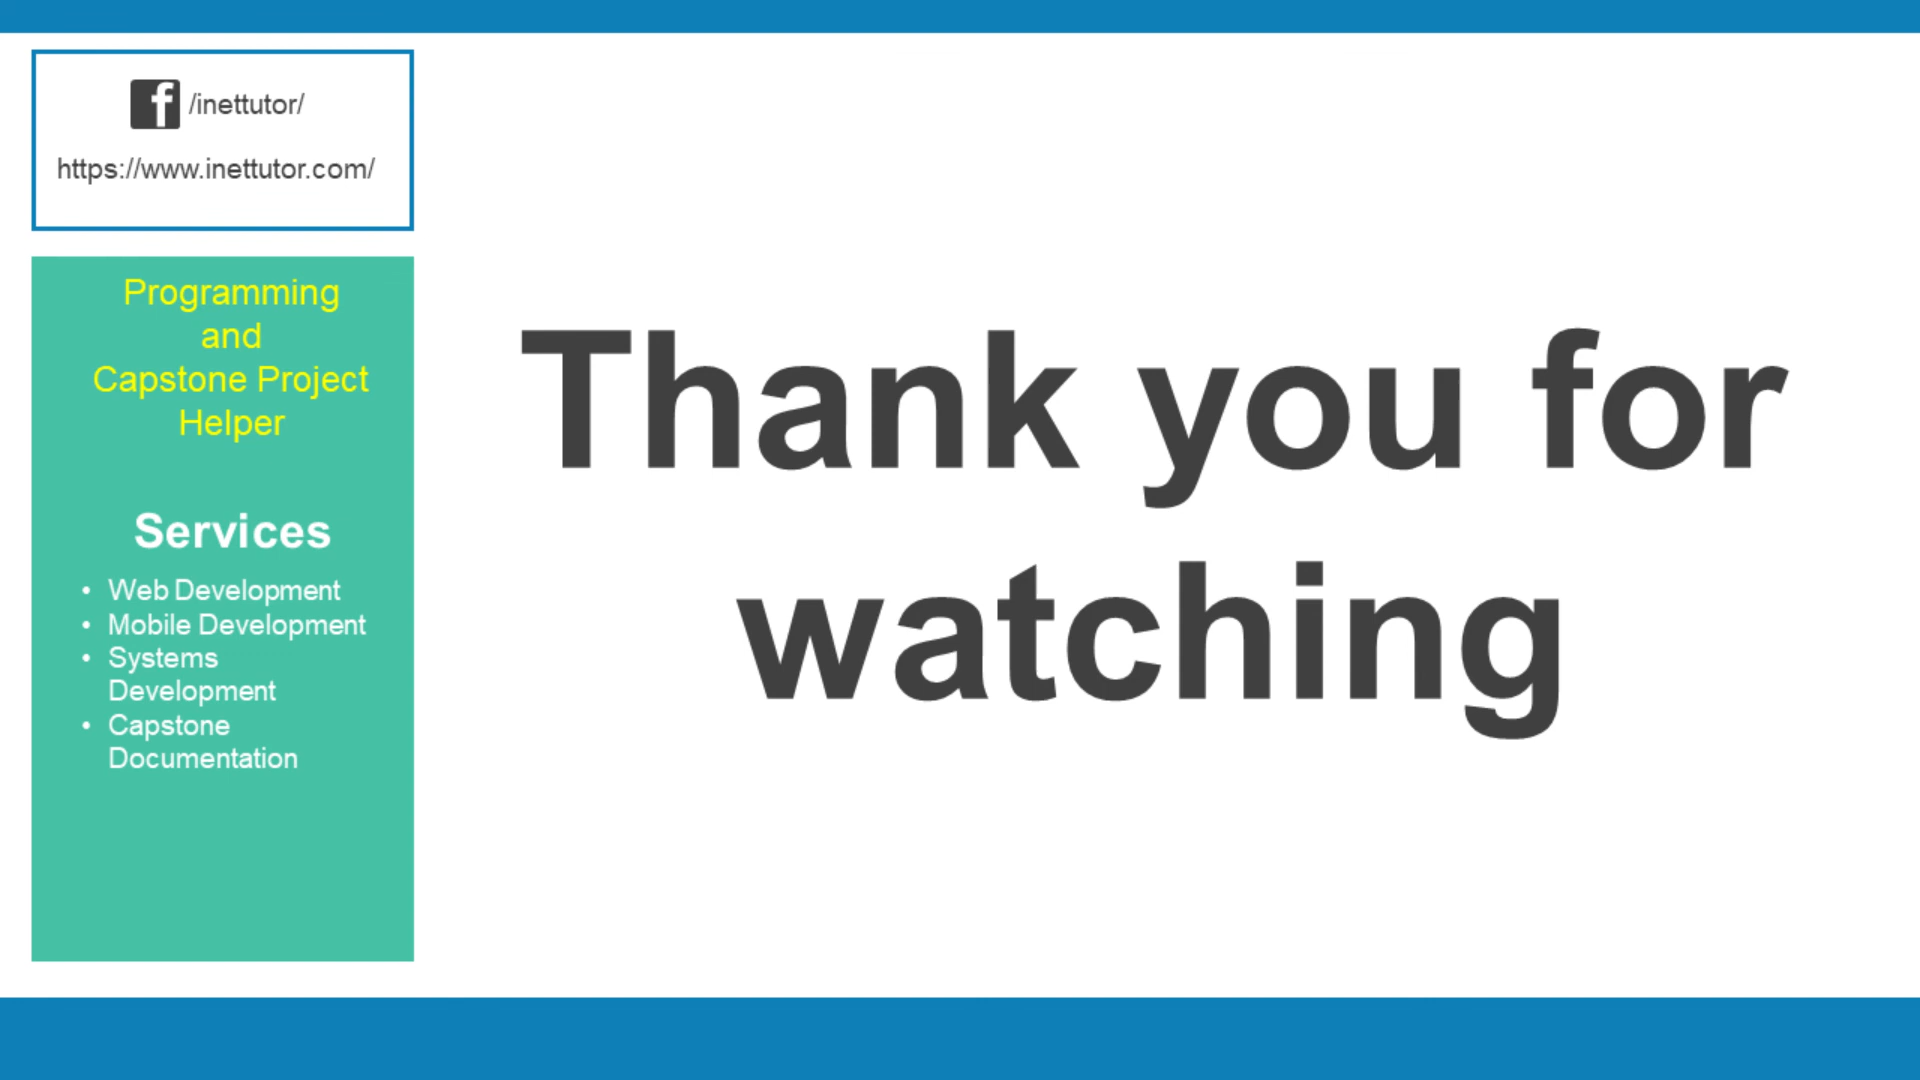 /inettutor/
https://www.inettutor.com/
Programming
and
Capstone Project
Helper
Services
• Web Development
• Mobile Development
• Systems
Development
• Capstone
Documentation
Thank you for
watching